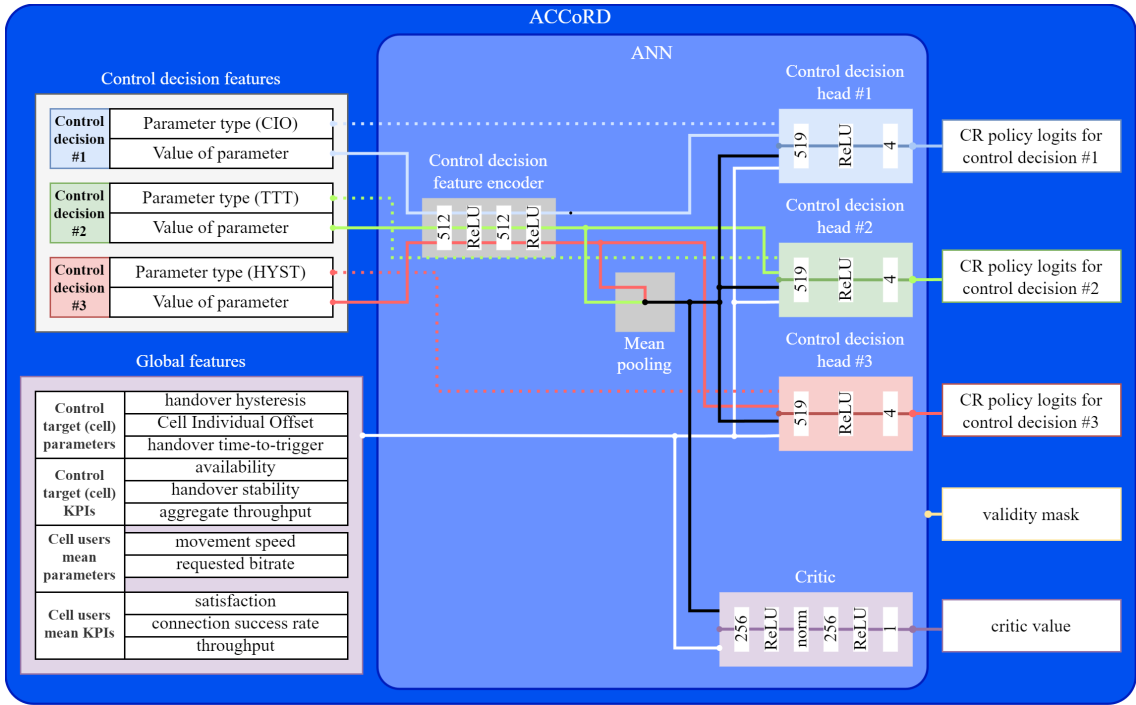 ACCoRD
ANN
Control decision features
Control
decision
#1
Parameter type (CIO)
Value of parameter
Control
decision
#2
Parameter type (TTT)
Value of parameter
Control
decision
#3
Parameter type (HYST)
Value of parameter
Global features
Control
target (cell)
parameters
handover hysteresis
Cell Individual Offset
handover time-to-trigger
Control
target (cell)
KPIs
availability
handover stability
aggregate throughput
Cell users
mean
parameters
movement speed
requested bitrate
Cell users
mean KPIs
satisfaction
connection success rate
throughput
Control decision
feature encoder
512
ReLU
512
ReLU
Mean
pooling
Control decision
head #1
519
ReLU
4
Control decision
head #2
519
ReLU
4
Control decision
head #3
519
ReLU
4
Critic
256
ReLU
norm
256
ReLU
1
CR policy logits for
control decision #1
CR policy logits for
control decision #2
CR policy logits for
control decision #3
validity mask
critic value